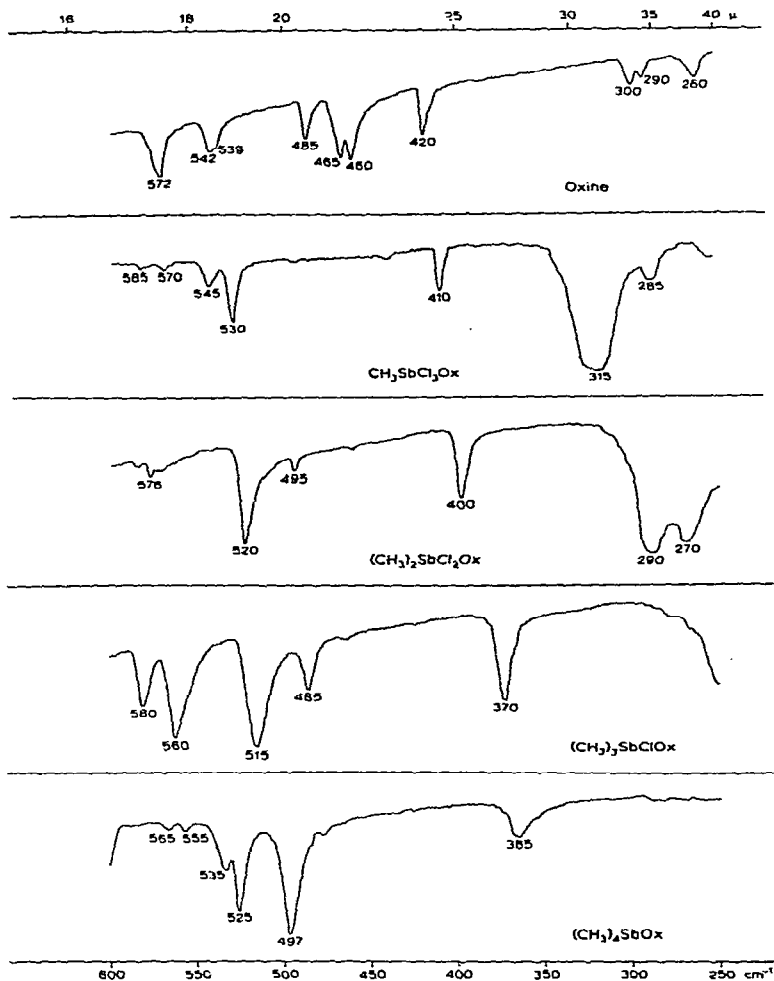 16 18 20 25 30 35 40 μ
572 542 539 485 465 460 420 300 290 260
Oxine
585 570 545 530 410 315 285
CH₃SbCl₃Ox
576 520 495 400 290 270
(CH₃)₂SbCl₂Ox
580 560 515 485 370
(CH₃)₃SbClOx
565 555 535 525 497 365
(CH₃)₄SbOx
600 550 500 450 400 350 300 250 cm⁻¹